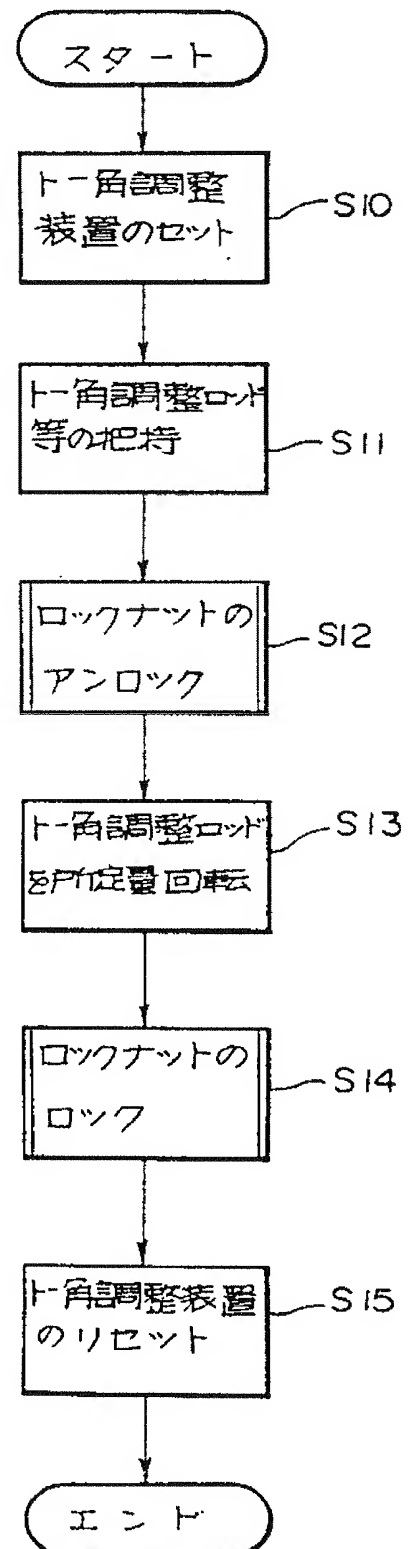 スタート
トー角調整
装置のセット
S10
トー角調整ロッド
等の把持
S11
ロックナットの
アンロック
S12
トー角調整ロッド
を所定量回転
S13
ロックナットの
ロック
S14
トー角調整装置
のリセット
S15
エンド